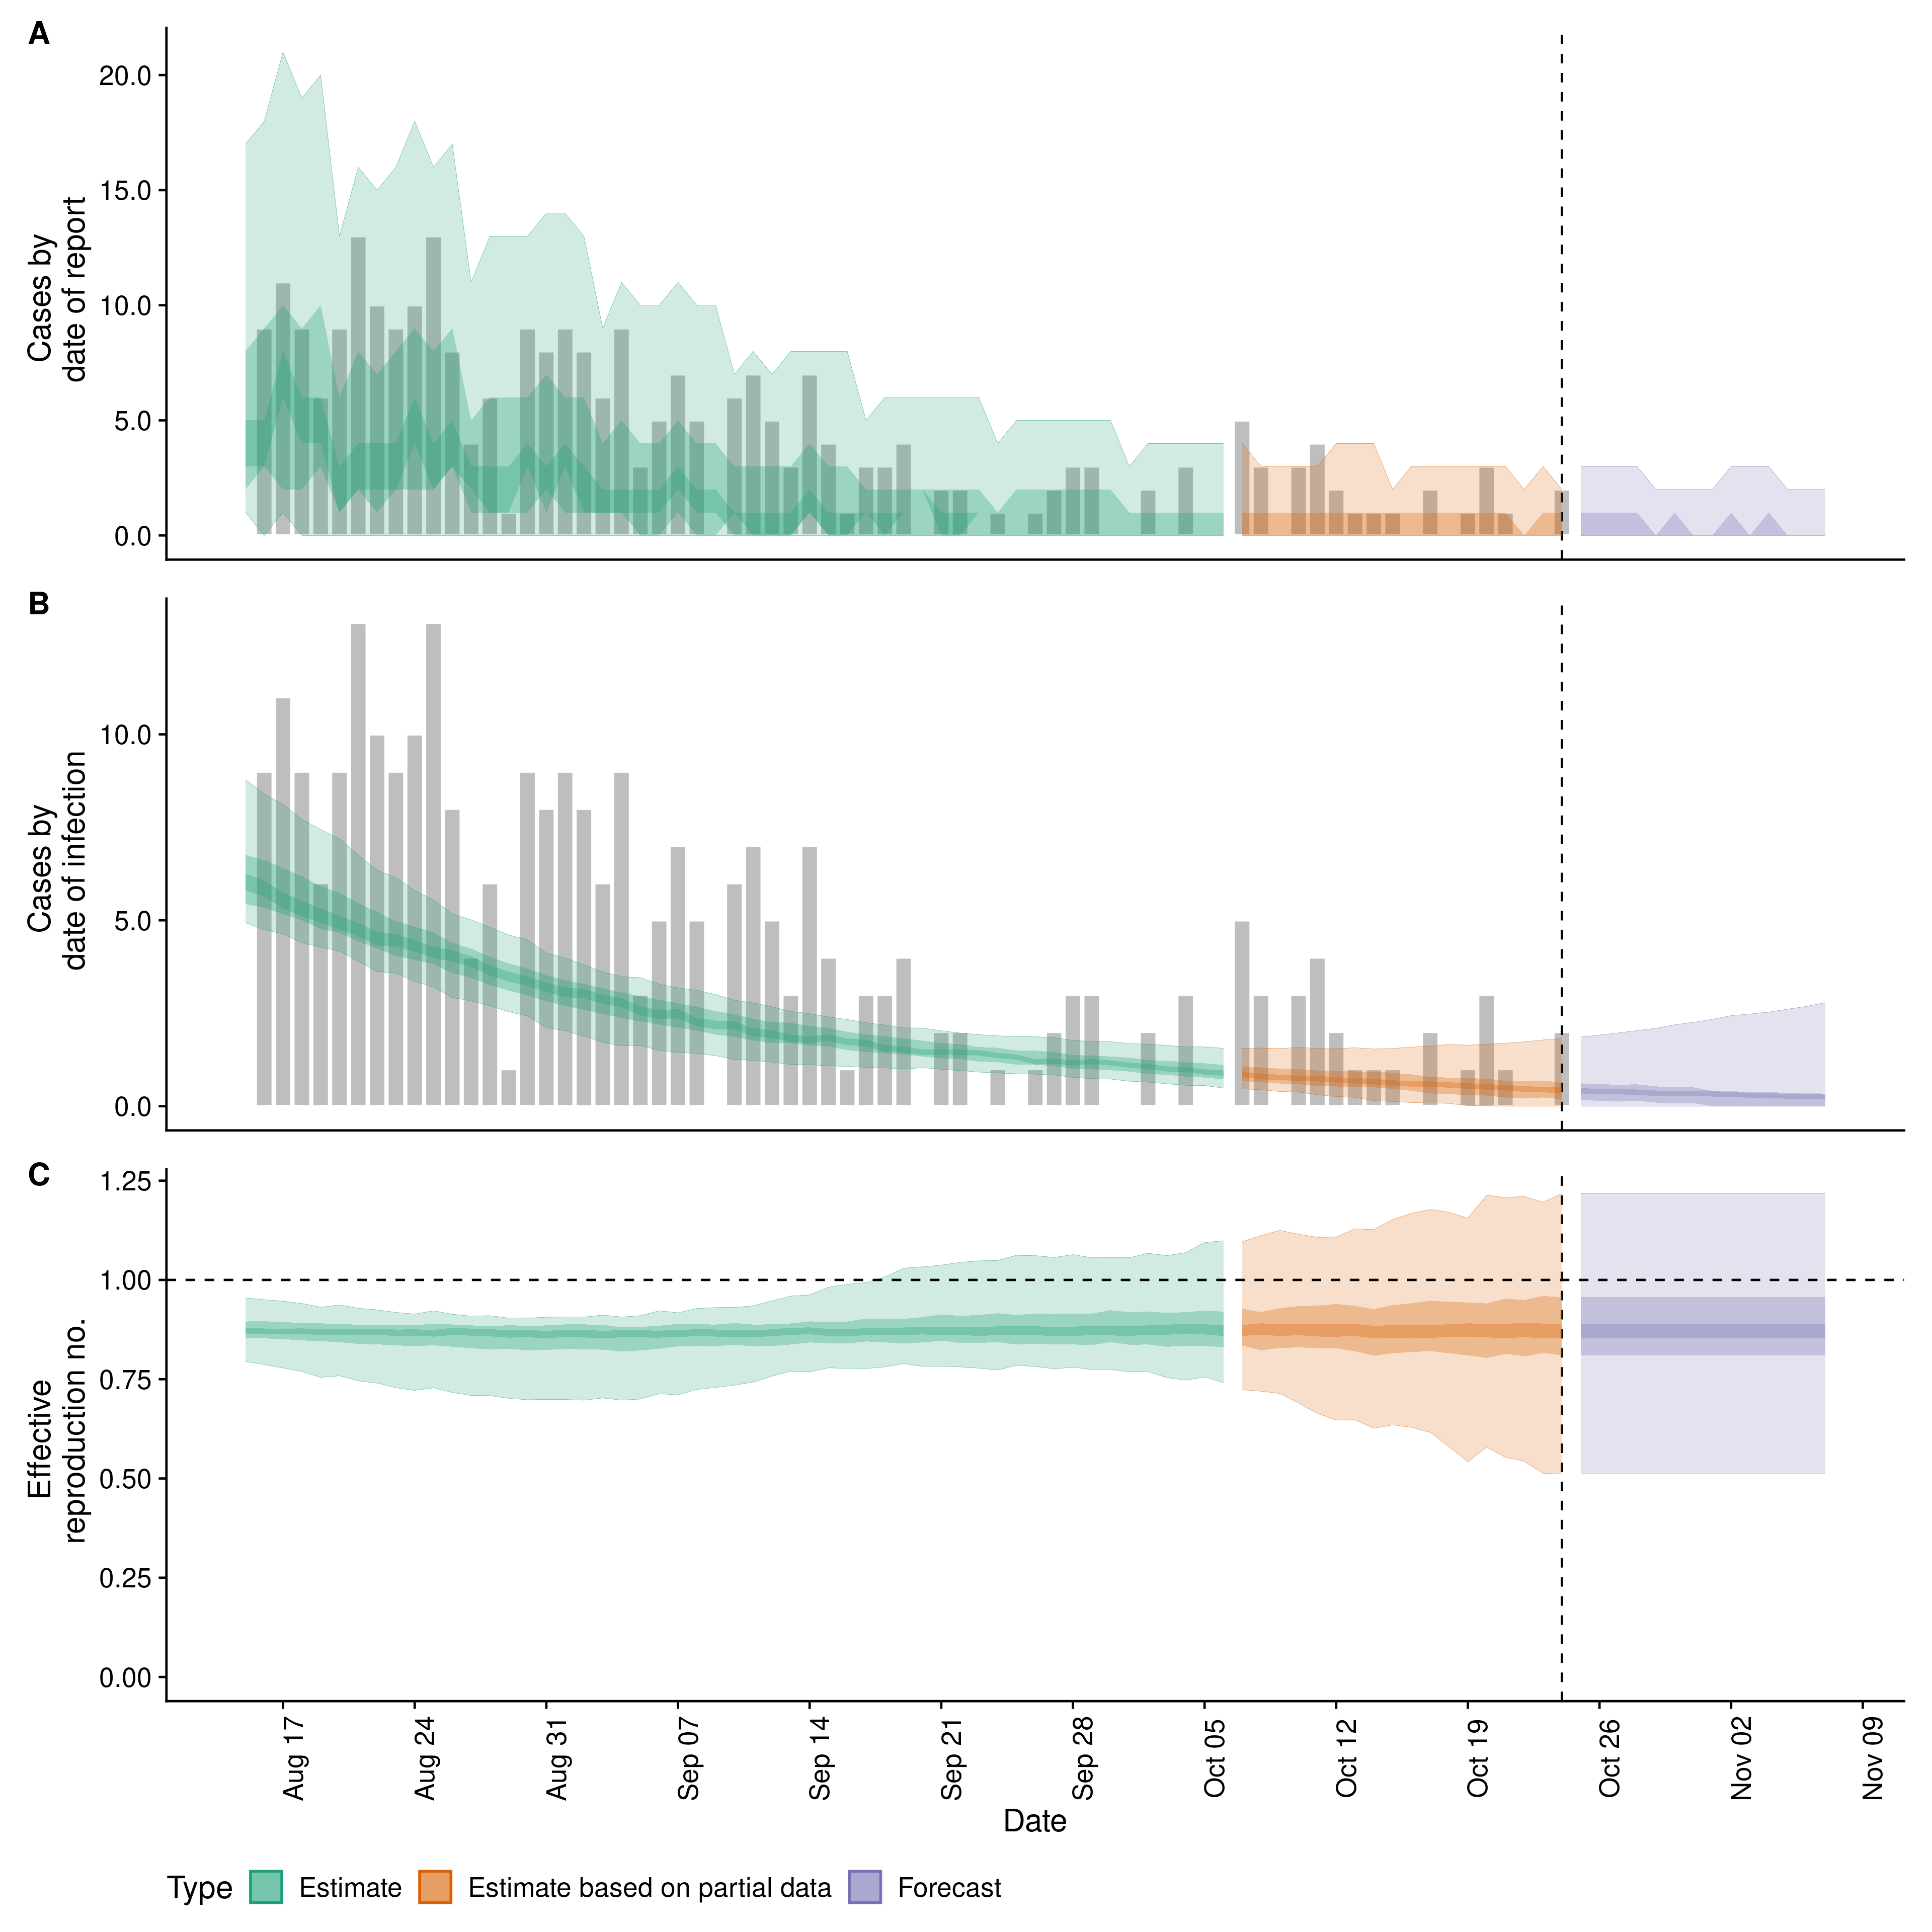 A
Cases by
date of report
20.0
15.0
10.0
5.0
0.0
B
Cases by
date of infection
10.0
5.0
0.0
C
Effective
reproduction no.
1.25
1.00
0.75
0.50
0.25
0.00
Aug 17
Aug 24
Aug 31
Sep 07
Sep 14
Sep 21
Sep 28
Oct 05
Oct 12
Oct 19
Oct 26
Nov 02
Nov 09
Date
Type Estimate Estimate based on partial data Forecast